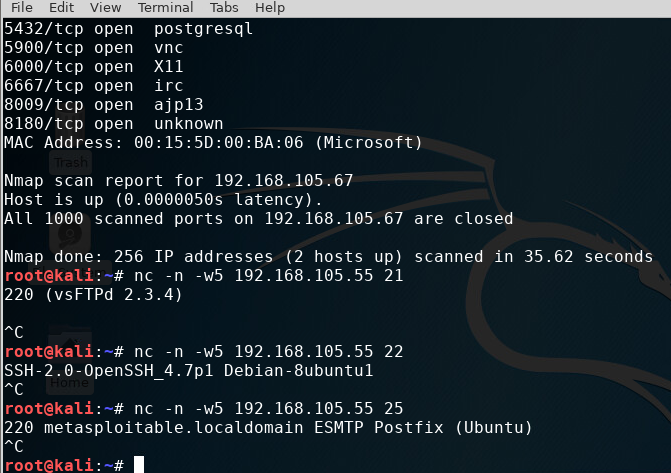 File Edit View Terminal Tabs Help
5432/tcp open  postgresql
5900/tcp open  vnc
6000/tcp open  X11
6667/tcp open  irc
8009/tcp open  ajp13
8180/tcp open  unknown
MAC Address: 00:15:5D:00:BA:06 (Microsoft)
Trash
Nmap scan report for 192.168.105.67
Host is up (0.0000050s latency).
All 1000 scanned ports on 192.168.105.67 are closed
Nmap done: 256 IP addresses (2 hosts up) scanned in 35.62 seconds
root@kali:~# nc -n -w5 192.168.105.55 21
220 (vsFTPd 2.3.4)
^C
root@kali:~# nc -n -w5 192.168.105.55 22
SSH-2.0-OpenSSH_4.7p1 Debian-8ubuntu1
Home
^C
root@kali:~# nc -n -w5 192.168.105.55 25
220 metasploitable.localdomain ESMTP Postfix (Ubuntu)
^C
root@kali:~#